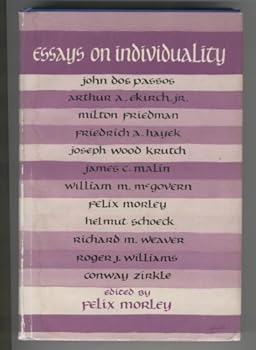 essays on individuality
john dos passos
arthur a. ekirch, jr.
milton friedman
friedrich a. hayek
joseph wood krutch
james c. malin
william m. mcgovern
felix morley
helmut schoeck
richard m. weaver
roger j. williams
conway zirkle
edited by
felix morley